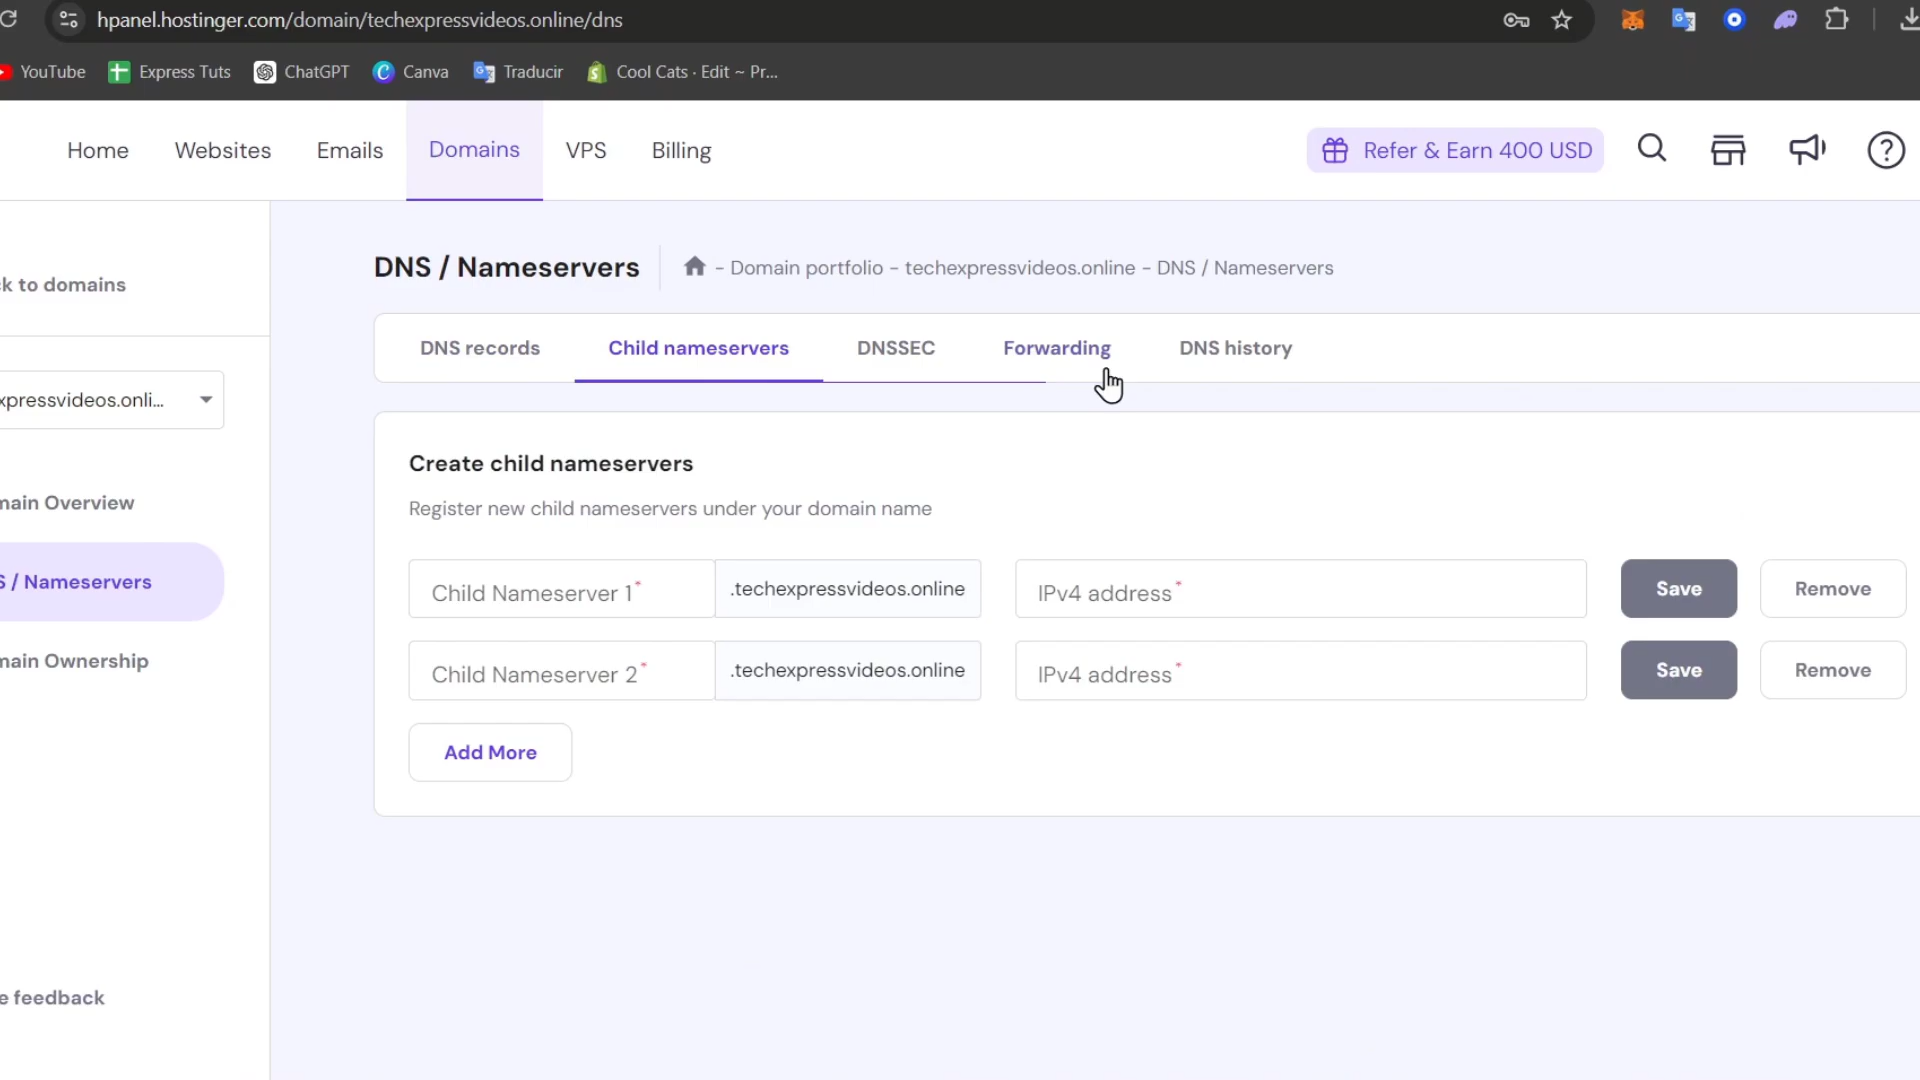 hpanel.hostinger.com/domain/techexpressvideos.online/dns
YouTube Express Tuts ChatGPT Canva Traducir Cool Cats · Edit ~ Pr...
Home Websites Emails Domains VPS Billing Refer & Earn 400 USD
DNS / Nameservers - Domain portfolio - techexpressvideos.online - DNS / Nameservers
k to domains
DNS records Child nameservers DNSSEC Forwarding DNS history
xpressvideos.onli...
Create child nameservers
Register new child nameservers under your domain name
main Overview
Child Nameserver 1* .techexpressvideos.online IPv4 address* Save Remove
S / Nameservers
Child Nameserver 2* .techexpressvideos.online IPv4 address* Save Remove
main Ownership
Add More
e feedback